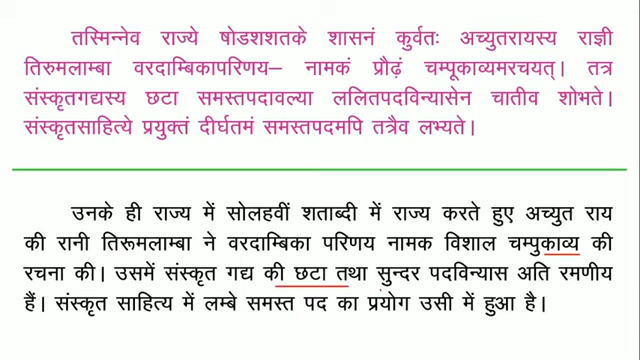 तस्मिन्नेव राज्ये षोडशशतके शासनं कुर्वतः अच्युतरायस्य राज्ञी
तिरुमलाम्बा वरदाम्बिकापरिणय– नामकं प्रौढ़ं चम्पूकाव्यमरचयत्। तत्र
संस्कृतगद्यस्य छटा समस्तपदावल्या ललितपदविन्यासेन चातीव शोभते।
संस्कृतसाहित्ये प्रयुक्तं दीर्घतमं समस्तपदमपि तत्रैव लभ्यते।
उनके ही राज्य में सोलहवीं शताब्दी में राज्य करते हुए अच्युत राय
की रानी तिरूमलाम्बा ने वरदाम्बिका परिणय नामक विशाल चम्पुकाव्य की
रचना की। उसमें संस्कृत गद्य की छटा तथा सुन्दर पदविन्यास अति रमणीय
हैं। संस्कृत साहित्य में लम्बे समस्त पद का प्रयोग उसी में हुआ है।